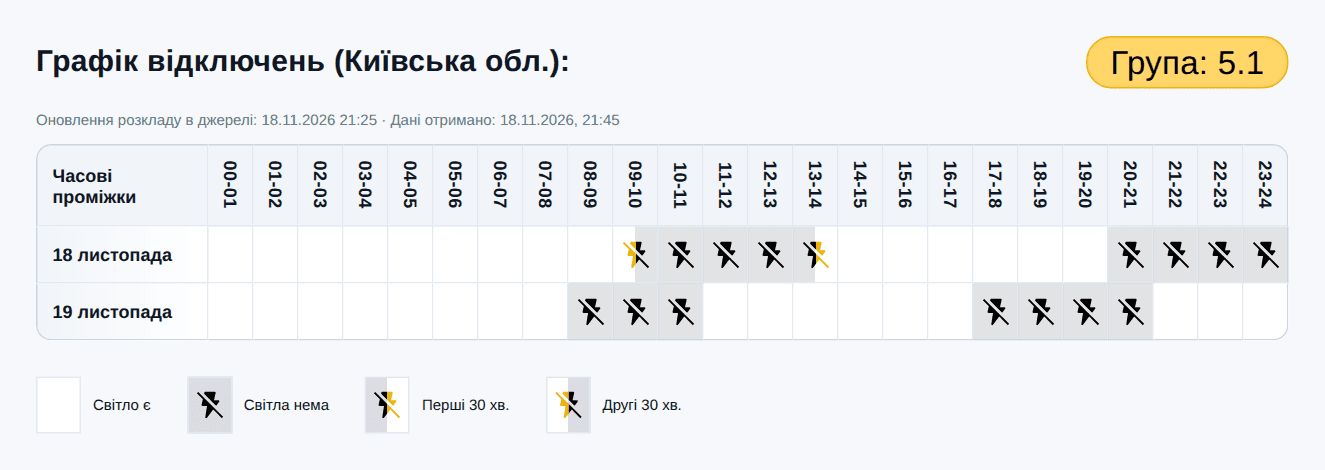 Графік відключень (Київська обл.):
Група: 5.1
Оновлення розкладу в джерелі: 18.11.2026 21:25 · Дані отримано: 18.11.2026, 21:45
Часові
проміжки
00-01
01-02
02-03
03-04
04-05
05-06
06-07
07-08
08-09
09-10
10-11
11-12
12-13
13-14
14-15
15-16
16-17
17-18
18-19
19-20
20-21
21-22
22-23
23-24
18 листопада
19 листопада
Світло є
Світла нема
Перші 30 хв.
Другі 30 хв.